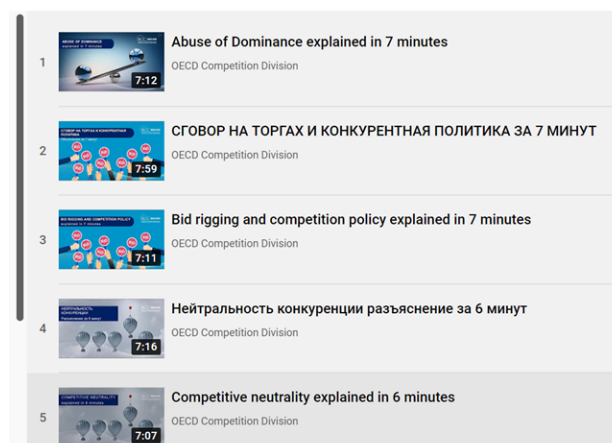 1
ABUSE OF DOMINANCE
explained in 7 minutes
7:12
Abuse of Dominance explained in 7 minutes
OECD Competition Division
2
СГОВОР НА ТОРГАХ И КОНКУРЕНТНАЯ
ПОЛИТИКА
7:59
СГОВОР НА ТОРГАХ И КОНКУРЕНТНАЯ ПОЛИТИКА ЗА 7 МИНУТ
OECD Competition Division
3
BID RIGGING AND COMPETITION POLICY
explained in 7 minutes
7:11
Bid rigging and competition policy explained in 7 minutes
OECD Competition Division
4
НЕЙТРАЛЬНОСТЬ
КОНКУРЕНЦИИ
Разъяснение за 6 минут
7:16
Нейтральность конкуренции разъяснение за 6 минут
OECD Competition Division
5
COMPETITIVE NEUTRALITY
explained in 6 minutes
7:07
Competitive neutrality explained in 6 minutes
OECD Competition Division